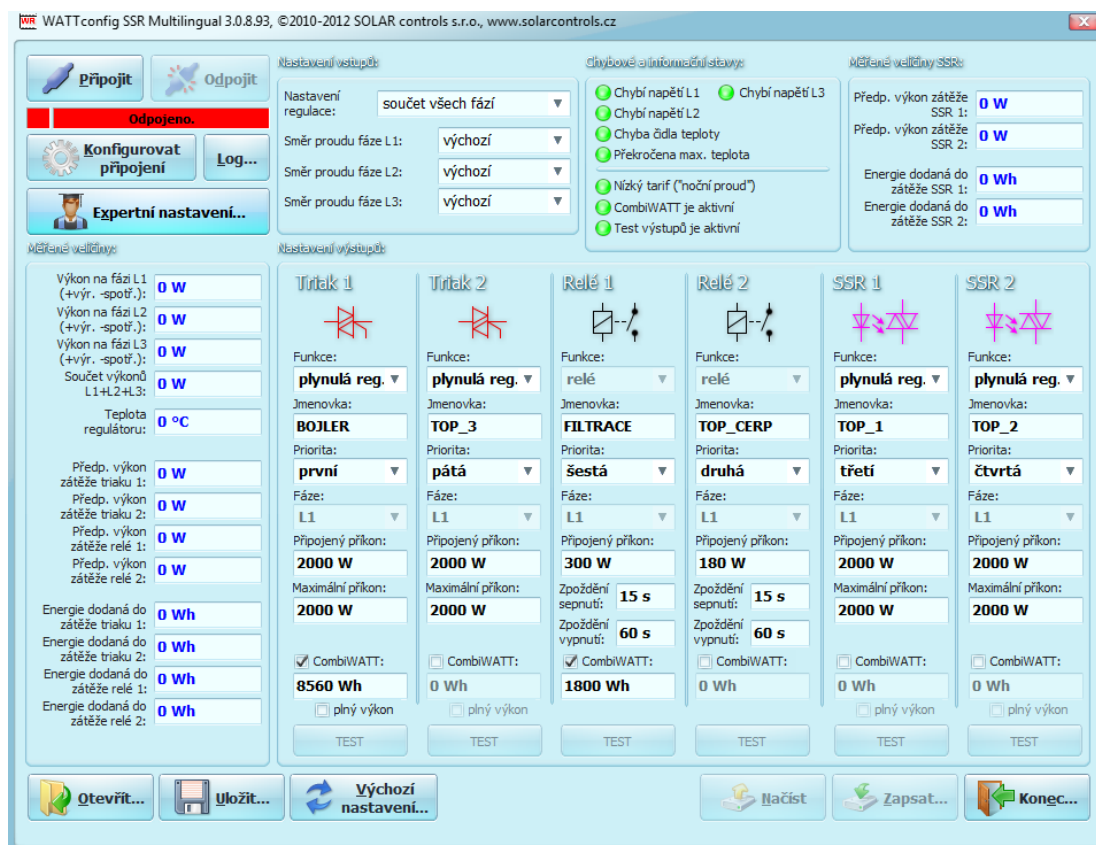 WR WATTconfig SSR Multilingual 3.0.8.93, ©2010-2012 SOLAR controls s.r.o., www.solarcontrols.cz
Připojit
Odpojit
Odpojeno.
Konfigurovat
připojení
Log...
Expertní nastavení...
Nastavení vstupů:
Nastavení
regulace:
součet všech fází
Směr proudu fáze L1:
výchozí
Směr proudu fáze L2:
výchozí
Směr proudu fáze L3:
výchozí
Chybové a informační stavy:
Chybí napětí L1
Chybí napětí L3
Chybí napětí L2
Chyba čidla
teploty
Překročena
max. teplota
Nízký tarif ("noční proud")
CombiWATT je aktivní
Test výstupů je aktivní
Měřené veličiny SSR:
Předp. výkon zátěže
SSR 1:
0 W
Předp. výkon zátěže
SSR 2:
0 W
Energie dodaná do
zátěže SSR 1:
0 Wh
Energie dodaná do
zátěže SSR 2:
0 Wh
Měřené veličiny:
Výkon na fázi L1
(+výr. -spotř.):
0 W
Výkon na fázi L2
(+výr. -spotř.):
0 W
Výkon na fázi L3
(+výr. -spotř.):
0 W
Součet výkonů
L1+L2+L3:
0 W
Teplota
regulátoru:
0 °C
Předp. výkon
zátěže triaku 1:
0 W
Předp. výkon
zátěže triaku 2:
0 W
Předp. výkon
zátěže relé 1:
0 W
Předp. výkon
zátěže relé 2:
0 W
Energie dodaná do
zátěže triaku 1:
0 Wh
Energie dodaná do
zátěže triaku 2:
0 Wh
Energie dodaná do
zátěže relé 1:
0 Wh
Energie dodaná do
zátěže relé 2:
0 Wh
Nastavení výstupů:
Triak 1
Funkce:
plynulá reg.
Jmenovka:
BOJLER
Priorita:
první
Fáze:
L1
Připojený příkon:
2000 W
Maximální příkon:
2000 W
CombiWATT:
8560 Wh
plný výkon
TEST
Triak 2
Funkce:
plynulá reg.
Jmenovka:
TOP_3
Priorita:
pátá
Fáze:
L1
Připojený příkon:
2000 W
Maximální příkon:
2000 W
CombiWATT:
0 Wh
plný výkon
TEST
Relé 1
Funkce:
relé
Jmenovka:
FILTRACE
Priorita:
šestá
Fáze:
L1
Připojený příkon:
300 W
Zpoždění
sepnutí:
15 s
Zpoždění
vypnutí:
60 s
CombiWATT:
1800 Wh
TEST
Relé 2
Funkce:
relé
Jmenovka:
TOP_CERP
Priorita:
druhá
Fáze:
L1
Připojený příkon:
180 W
Zpoždění
sepnutí:
15 s
Zpoždění
vypnutí:
60 s
CombiWATT:
0 Wh
TEST
SSR 1
Funkce:
plynulá reg.
Jmenovka:
TOP_1
Priorita:
třetí
Fáze:
L1
Připojený příkon:
2000 W
Maximální příkon:
2000 W
CombiWATT:
0 Wh
plný výkon
TEST
SSR 2
Funkce:
plynulá reg.
Jmenovka:
TOP_2
Priorita:
čtvrtá
Fáze:
L1
Připojený příkon:
2000 W
Maximální příkon:
2000 W
CombiWATT:
0 Wh
plný výkon
TEST
Otevřít...
Uložit...
Výchozí
nastavení...
Načíst
Zapsat...
Konec...